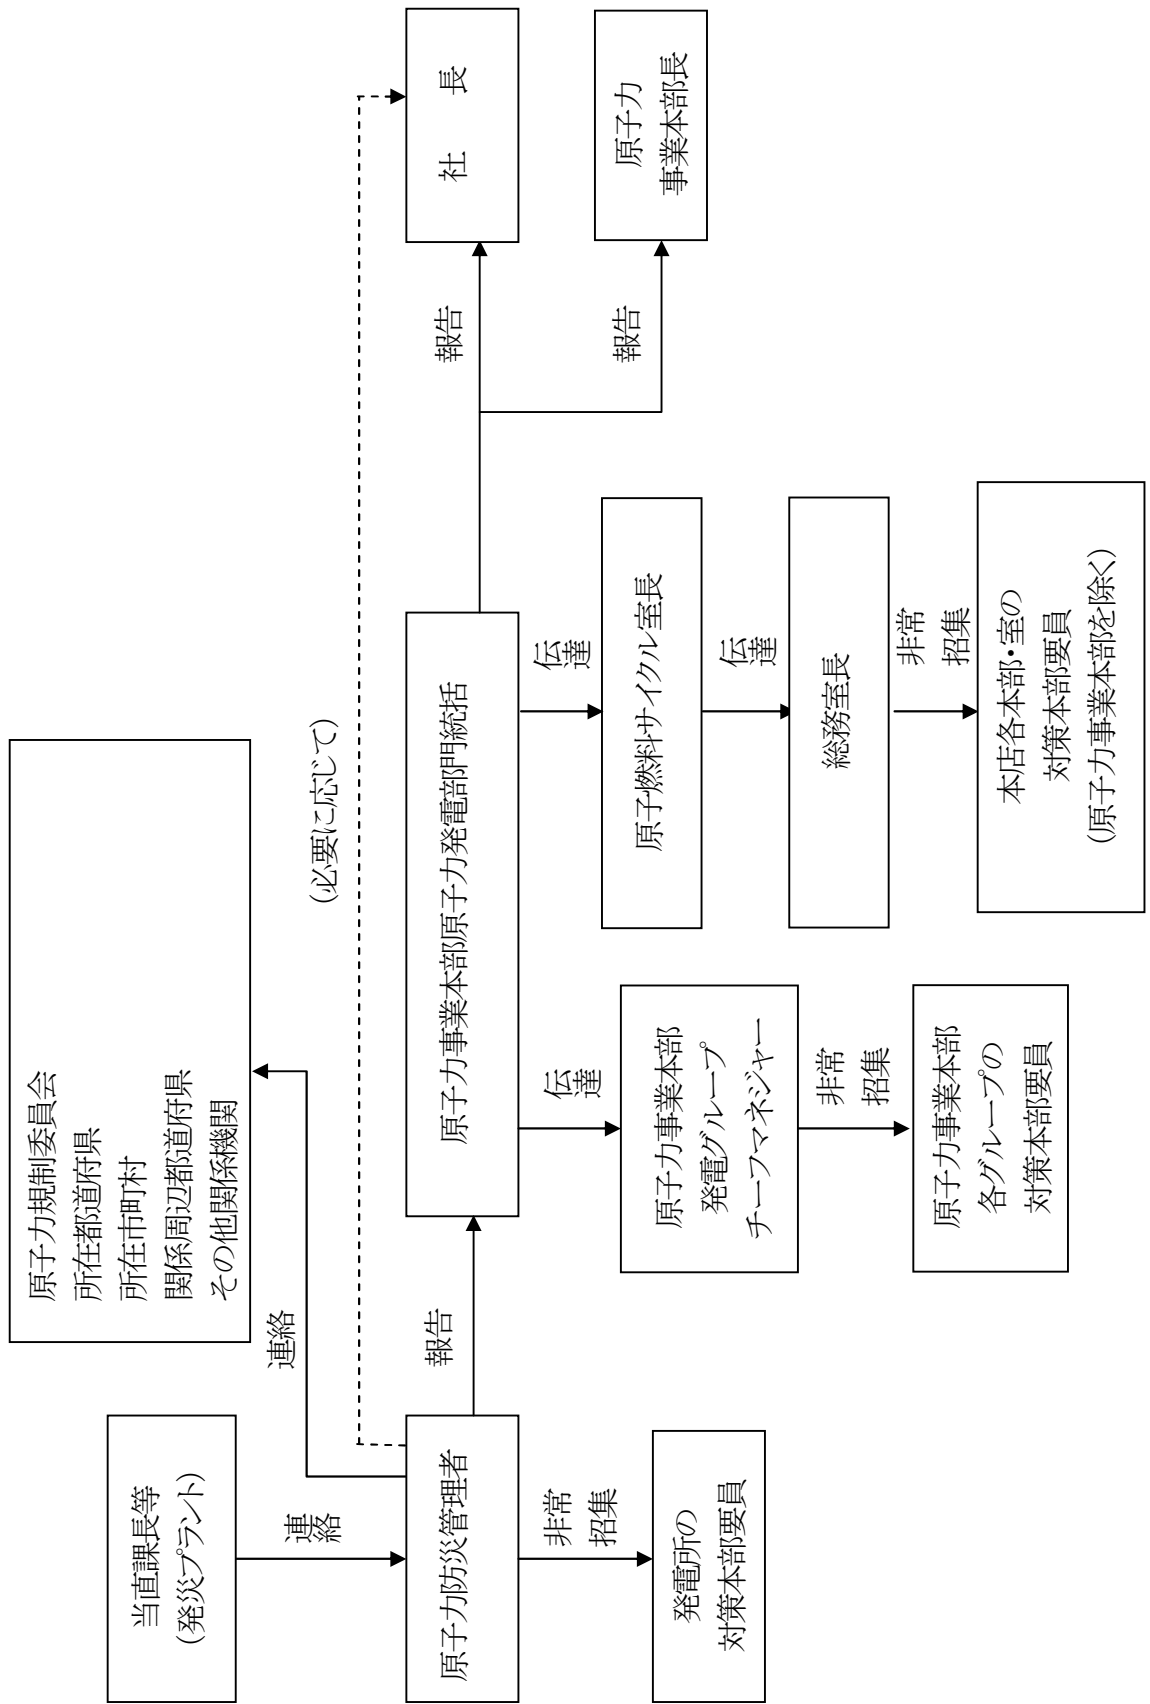 当直課長等
(発災プラント)
連絡
原子力防災管理者
非常
招集
発電所の
対策本部要員
連絡
原子力規制委員会
所在都道府県
所在市町村
関係周辺都道府県
その他関係機関
(必要に応じて)
報告
原子力事業本部原子力発電部門統括
伝達
原子力事業本部
発電グループ
チーフマネジャー
非常
招集
原子力事業本部
各グループの
対策本部要員
伝達
原子燃料サイクル室長
伝達
総務室長
非常
招集
本店各本部・室の
対策本部要員
(原子力事業本部を除く)
報告
社　長
報告
原子力
事業本部長